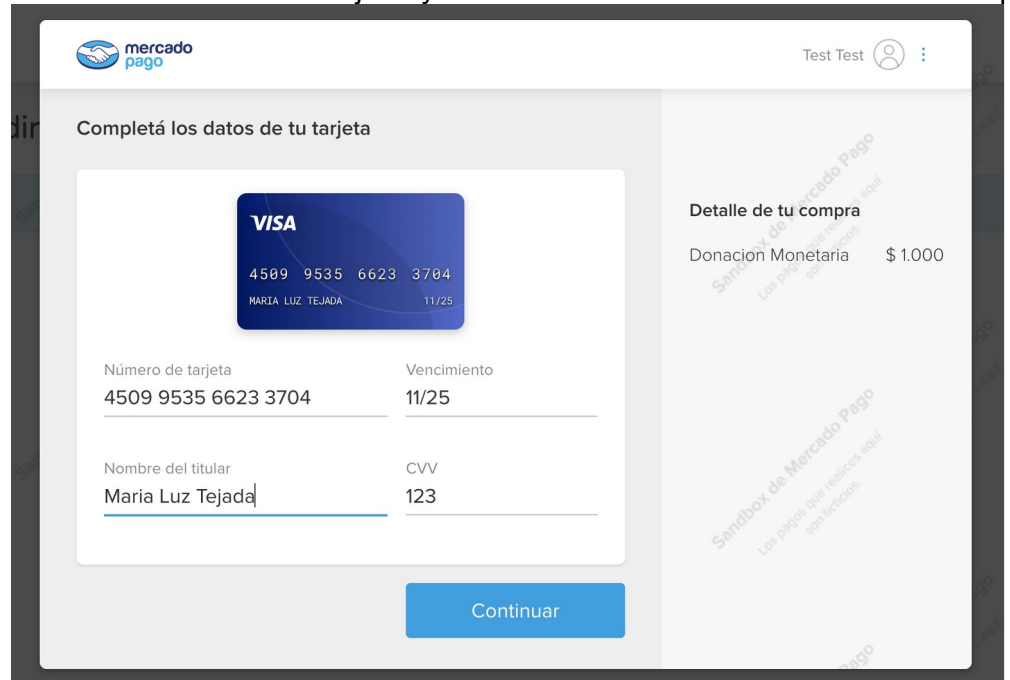 mercado
pago
Test Test
Completá los datos de tu tarjeta
VISA
4509 9535 6623 3704
MARIA LUZ TEJADA 11/25
Número de tarjeta
4509 9535 6623 3704
Vencimiento
11/25
Nombre del titular
Maria Luz Tejada
CVV
123
Continuar
Detalle de tu compra
Donacion Monetaria $ 1.000
Sandbox de Mercado Pago
Los pagos que realices aquí
son ficticios.
Sandbox de Mercado Pago
Los pagos que realices aquí
son ficticios.